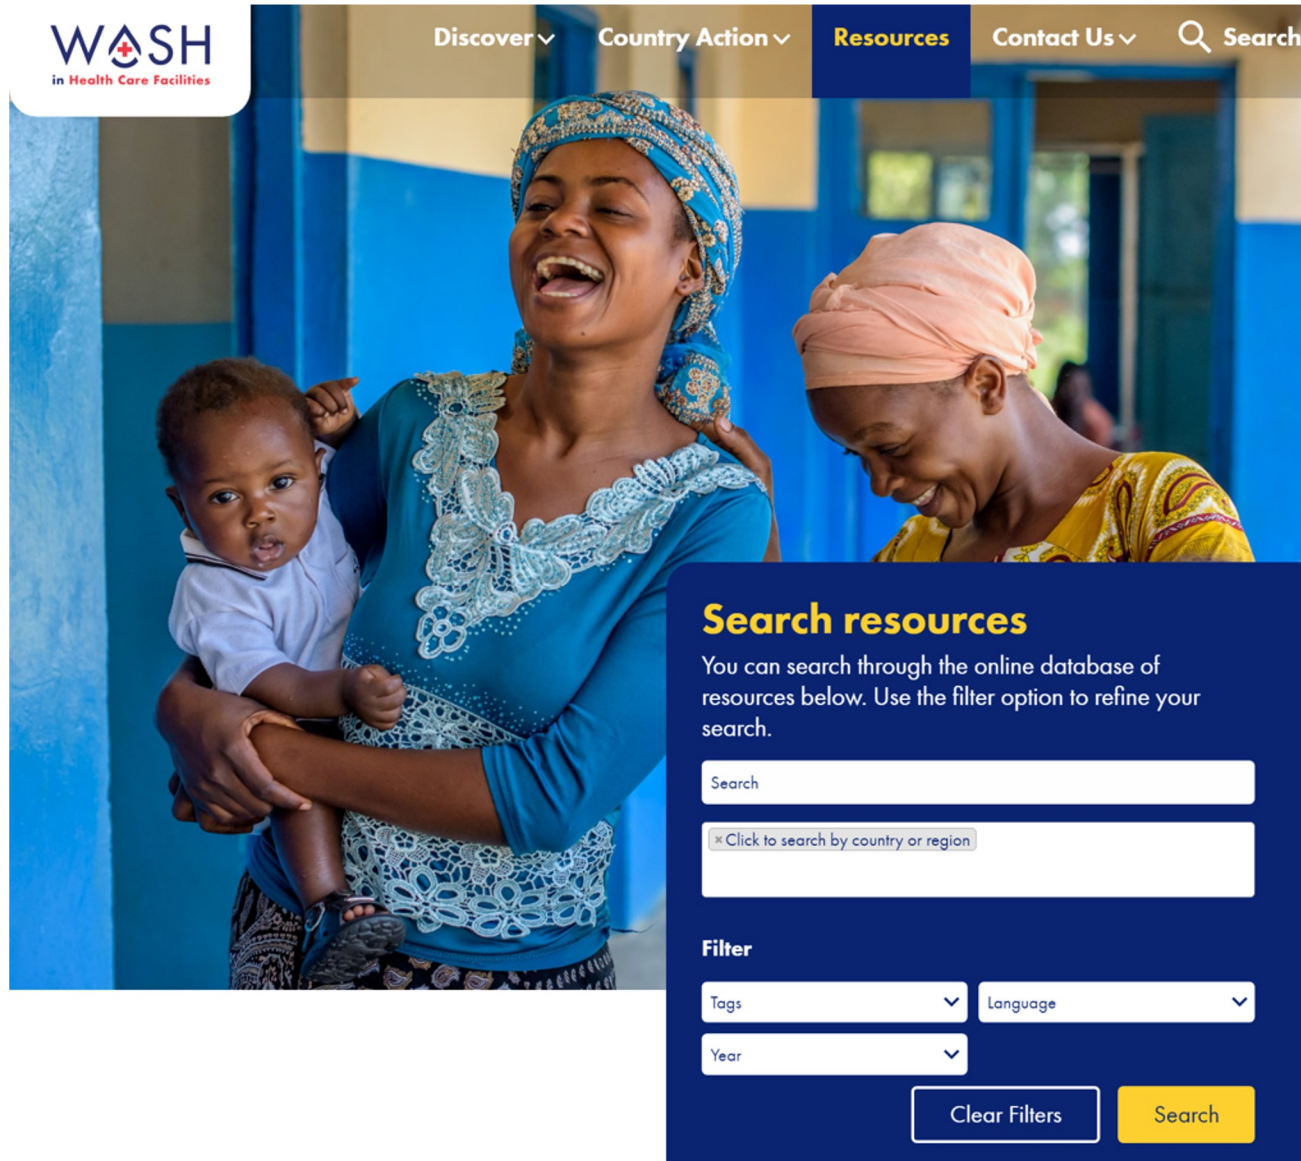 WASH
in Health Care Facilities
Discover
Country Action
Resources
Contact Us
Search
Search resources
You can search through the online database of
resources below. Use the filter option to refine your
search.
Search
× Click to search by country or region
Filter
Tags
Language
Year
Clear Filters
Search